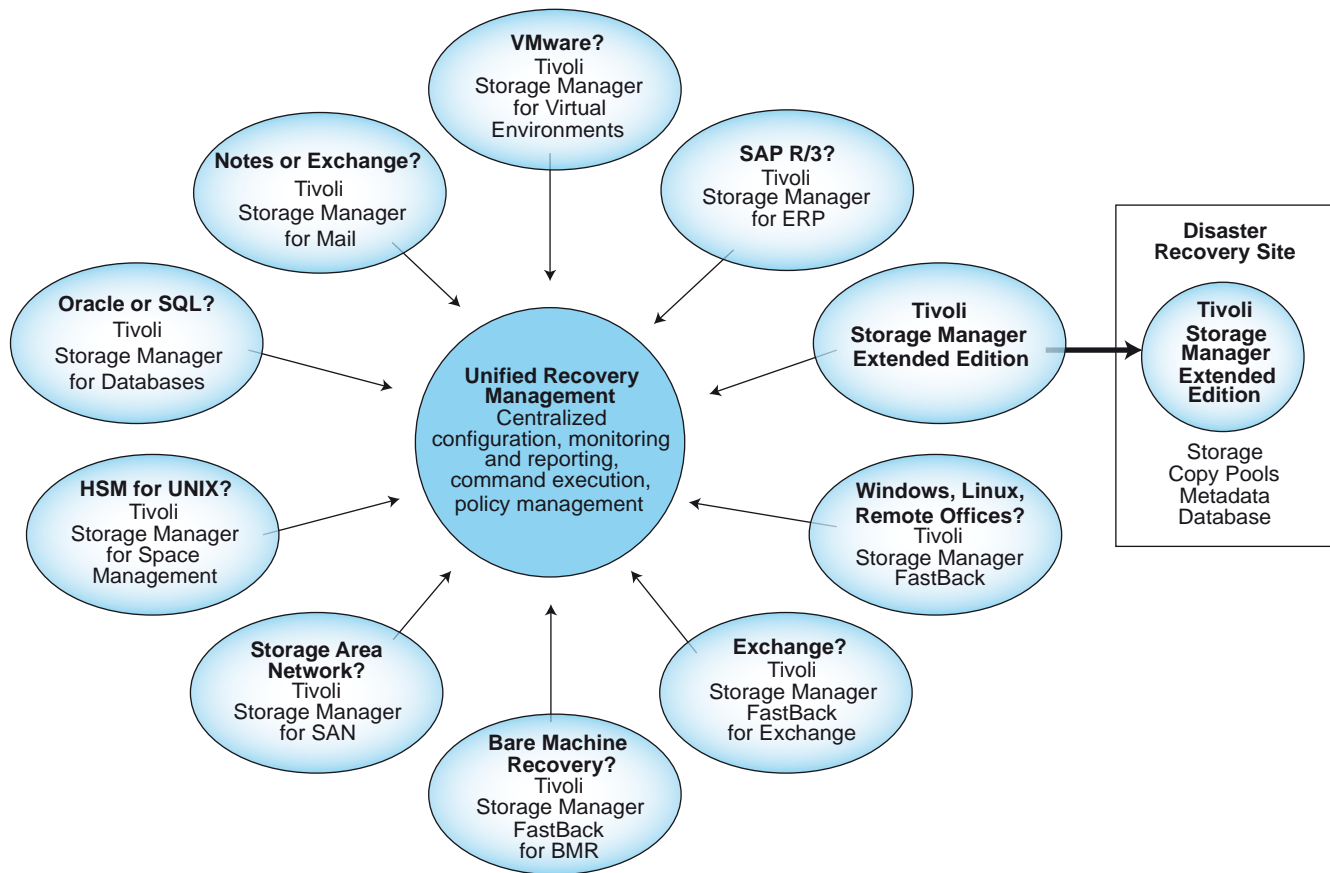 VMware?
Tivoli
Storage Manager
for Virtual
Environments
Notes or Exchange?
Tivoli
Storage Manager
for Mail
SAP R/3?
Tivoli
Storage Manager
for ERP
Oracle or SQL?
Tivoli
Storage Manager
for Databases
Tivoli
Storage Manager
Extended Edition
Disaster
Recovery Site
Tivoli
Storage
Manager
Extended
Edition
Storage
Copy Pools
Metadata
Database
Unified Recovery
Management
Centralized
configuration, monitoring
and reporting,
command execution,
policy management
HSM for UNIX?
Tivoli
Storage Manager
for Space
Management
Windows, Linux,
Remote Offices?
Tivoli
Storage Manager
FastBack
Storage Area
Network?
Tivoli
Storage Manager
for SAN
Exchange?
Tivoli
Storage Manager
FastBack
for Exchange
Bare Machine
Recovery?
Tivoli
Storage Manager
FastBack
for BMR